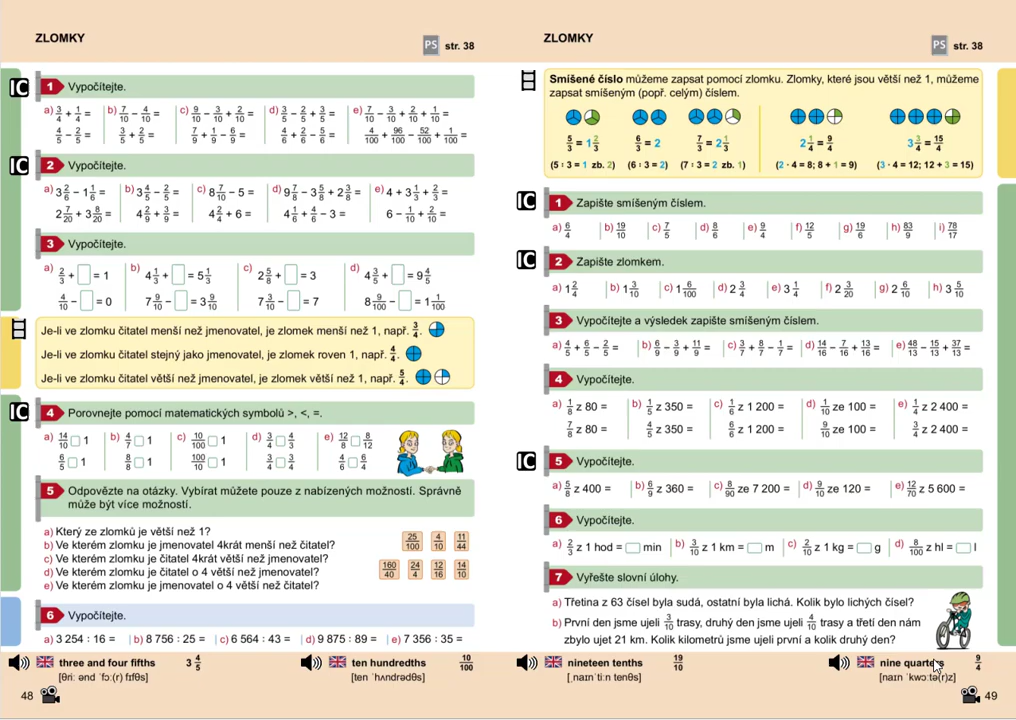 ZLOMKY
PS str. 38
1 Vypočítejte.
a) 3/4 + 1/4 = b) 7/10 − 4/10 = c) 9/10 − 3/10 + 2/10 = d) 3/5 − 2/5 + 3/5 = e) 7/10 − 3/10 + 2/10 + 1/10 =
4/5 − 2/5 = 3/5 + 2/5 = 7/9 + 1/9 − 6/9 = 4/6 + 2/6 − 5/6 = 4/100 + 96/100 − 52/100 + 1/100 =
2 Vypočítejte.
a) 3 2/6 − 1 1/6 = b) 3 4/5 − 2/5 = c) 8 7/10 − 5 = d) 9 7/8 − 3 5/8 + 2 3/8 = e) 4 + 3 1/3 + 2/3 =
2 7/20 + 3 8/20 = 4 2/9 + 3/9 = 4 2/4 + 6 = 4 1/6 + 4/6 − 3 = 6 − 1/10 + 2/10 =
3 Vypočítejte.
a) 2/3 + □ = 1 b) 4 1/3 + □ = 5 1/3 c) 2 5/8 + □ = 3 d) 4 3/5 + □ = 9 4/5
4/10 − □ = 0 7 9/10 − □ = 3 9/10 7 3/10 − □ = 7 8 9/100 − □ = 1 1/100
Je-li ve zlomku čitatel menší než jmenovatel, je zlomek menší než 1, např. 3/4.
Je-li ve zlomku čitatel stejný jako jmenovatel, je zlomek roven 1, např. 4/4.
Je-li ve zlomku čitatel větší než jmenovatel, je zlomek větší než 1, např. 5/4.
4 Porovnejte pomocí matematických symbolů >, <, =.
a) 14/10 □ 1 b) 4/7 □ 1 c) 10/100 □ 1 d) 3/4 □ 4/3 e) 12/8 □ 8/12
6/5 □ 1 8/8 □ 1 100/10 □ 1 3/4 □ 3/4 4/6 □ 6/4
5 Odpovězte na otázky. Vybírat můžete pouze z nabízených možností. Správně
může být více možností.
a) Který ze zlomků je větší než 1?
b) Ve kterém zlomku je jmenovatel 4krát menší než čitatel?
c) Ve kterém zlomku je čitatel 4krát větší než jmenovatel?
d) Ve kterém zlomku je čitatel o 4 větší než jmenovatel?
e) Ve kterém zlomku je jmenovatel o 4 větší než čitatel?
25/100 4/10 11/44
160/40 24/4 12/16 14/10
6 Vypočítejte.
a) 3 254 : 16 = b) 8 756 : 25 = c) 6 564 : 43 = d) 9 875 : 89 = e) 7 356 : 35 =
three and four fifths 3 4/5 ten hundredths 10/100
[θriː ənd ˈfɔː(r) fɪfθs] [ten ˈhʌndrədθs]
48
ZLOMKY
PS str. 38
Smíšené číslo můžeme zapsat pomocí zlomku. Zlomky, které jsou větší než 1, můžeme
zapsat smíšeným (popř. celým) číslem.
5/3 = 1 2/3 6/3 = 2 7/3 = 2 1/3 2 1/4 = 9/4 3 3/4 = 15/4
(5 : 3 = 1 zb. 2) (6 : 3 = 2) (7 : 3 = 2 zb. 1) (2 · 4 = 8; 8 + 1 = 9) (3 · 4 = 12; 12 + 3 = 15)
1 Zapište smíšeným číslem.
a) 6/4 b) 19/10 c) 7/5 d) 8/6 e) 9/4 f) 12/5 g) 19/6 h) 83/9 i) 78/17
2 Zapište zlomkem.
a) 1 2/4 b) 1 3/10 c) 1 6/100 d) 2 3/4 e) 3 1/4 f) 2 3/20 g) 2 6/10 h) 3 5/10
3 Vypočítejte a výsledek zapište smíšeným číslem.
a) 4/5 + 6/5 − 2/5 = b) 6/9 − 3/9 + 11/9 = c) 3/7 + 8/7 − 1/7 = d) 14/16 − 7/16 + 13/16 = e) 48/13 − 15/13 + 37/13 =
4 Vypočítejte.
a) 1/8 z 80 = b) 1/5 z 350 = c) 1/6 z 1 200 = d) 1/10 ze 100 = e) 1/4 z 2 400 =
7/8 z 80 = 4/5 z 350 = 6/6 z 1 200 = 9/10 ze 100 = 3/4 z 2 400 =
5 Vypočítejte.
a) 5/8 z 400 = b) 6/9 z 360 = c) 8/90 ze 7 200 = d) 9/10 ze 120 = e) 12/70 z 5 600 =
6 Vypočítejte.
a) 2/3 z 1 hod = □ min b) 3/10 z 1 km = □ m c) 2/10 z 1 kg = □ g d) 8/100 z hl = □ l
7 Vyřešte slovní úlohy.
a) Třetina z 63 čísel byla sudá, ostatní byla lichá. Kolik bylo lichých čísel?
b) První den jsme ujeli 3/10 trasy, druhý den jsme ujeli 4/10 trasy a třetí den nám
zbylo ujet 21 km. Kolik kilometrů jsme ujeli první a kolik druhý den?
nineteen tenths 19/10 nine quarters 9/4
[ˌnaɪnˈtiːn tenθs] [naɪn ˈkwɔːtə(r)z]
49